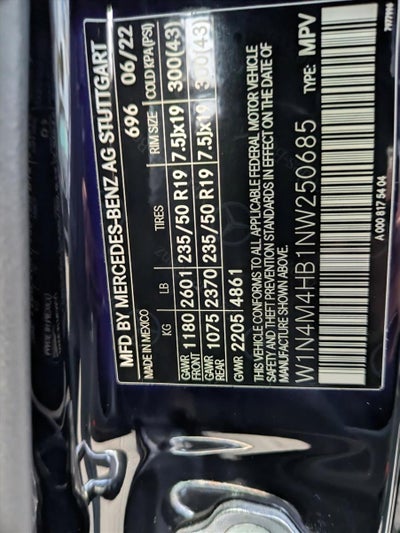 MFD BY MERCEDES-BENZ AG STUTTGART
MADE IN MEXICO 696 06/22
KG LB TIRES RIM SIZE COLD KPA(PSI)
GAWR FRONT 1180 2601 235/50 R19 7.5Jx19 300(43)
GAWR REAR 1075 2370 235/50 R19 7.5Jx19 300(43)
GVWR 2205 4861
THIS VEHICLE CONFORMS TO ALL APPLICABLE FEDERAL MOTOR VEHICLE
SAFETY AND THEFT PREVENTION STANDARDS IN EFFECT ON THE DATE OF
MANUFACTURE SHOWN ABOVE.
W1N4M4HB1NW250685 TYPE: MPV
A 000 817 54 04